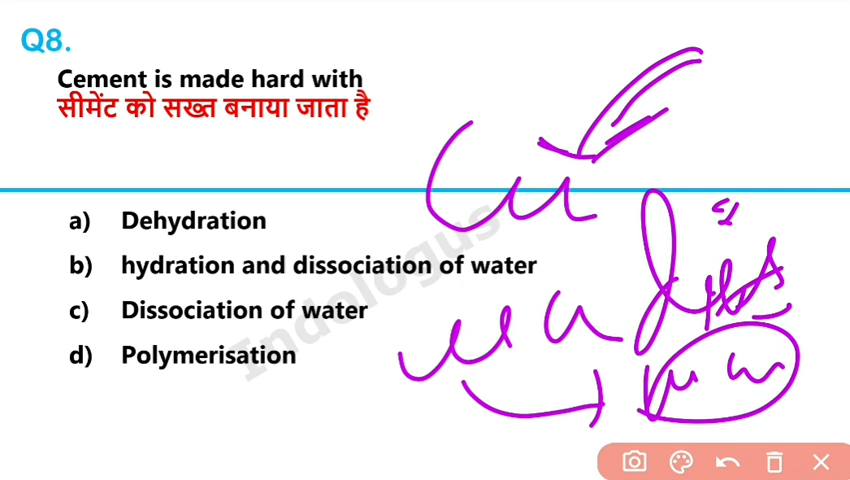 Q8.
Cement is made hard with
सीमेंट को सख्त बनाया जाता है
a) Dehydration
b) hydration and dissociation of water
c) Dissociation of water
d) Polymerisation
Indologus